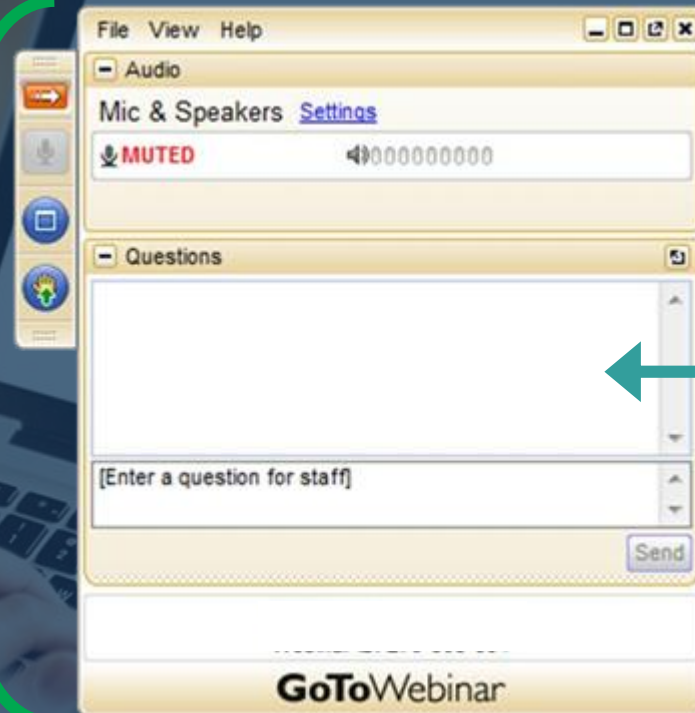 File View Help
Audio
Mic & Speakers Settings
MUTED
Questions
[Enter a question for staff]
Send
GoToWebinar